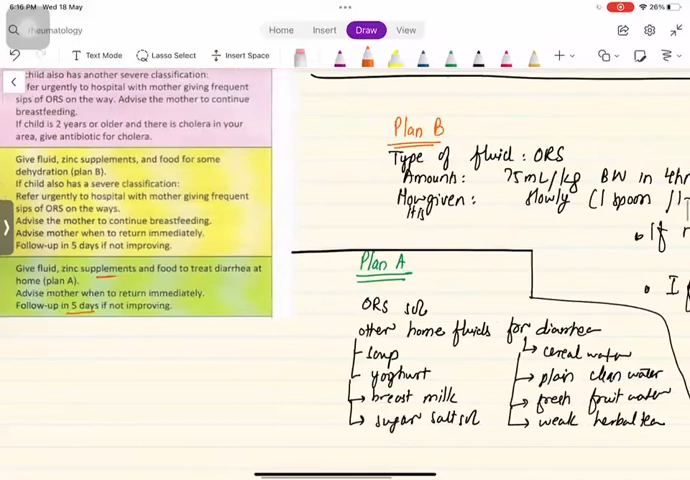 6:16 PM Wed 18 May
26%
rheumatology
Home Insert Draw View
Text Mode Lasso Select Insert Space
child also has another severe classification:
fer urgently to hospital with mother giving frequent
sips of ORS on the way. Advise the mother to continue
breastfeeding.
If child is 2 years or older and there is cholera in your
area, give antibiotic for cholera.
Give fluid, zinc supplements, and food for some
dehydration (plan B).
If child also has a severe classification:
Refer urgently to hospital with mother giving frequent
sips of ORS on the ways.
Advise the mother to continue breastfeeding.
Advise mother when to return immediately.
Follow-up in 5 days if not improving.
Give fluid, zinc supplements and food to treat diarrhea at
home (plan A).
Advise mother when to return immediately.
Follow-up in 5 days if not improving.
Plan B
Type of fluid : ORS
Amount: 75mL/kg BW in 4hr
How given: slowly (1 spoon /1
If
I
Plan A
ORS sol
other home fluids for diarrhea
soup
yoghurt
breast milk
sugar salt sol
cereal water
plain clean water
fresh fruit water
weak herbal tea